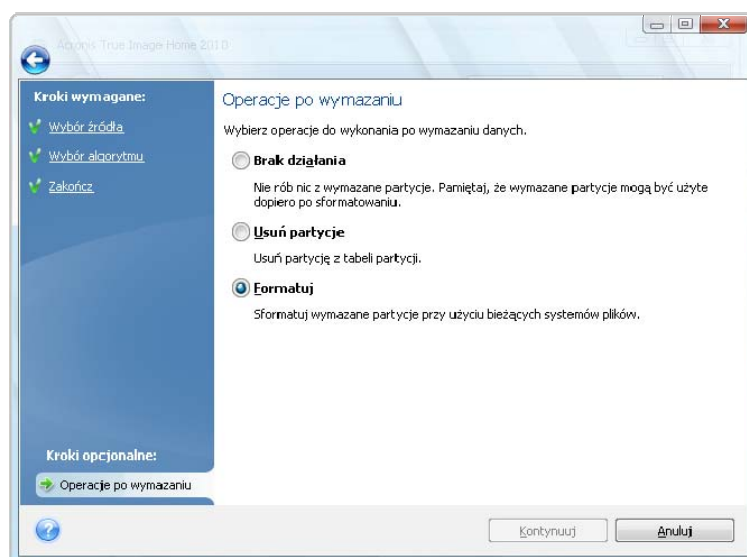 Acronis True Image Home 2010
Kroki wymagane:
Wybór źródła
Wybór algorytmu
Zakończ
Operacje po wymazaniu
Wybierz operacje do wykonania po wymazaniu danych.
Brak działania
Nie rób nic z wymazane partycje. Pamiętaj, że wymazane partycje mogą być użyte
dopiero po sformatowaniu.
Usuń partycje
Usuń partycję z tabeli partycji.
Formatuj
Sformatuj wymazane partycje przy użyciu bieżących systemów plików.
Kroki opcjonalne:
Operacje po wymazaniu
Kontynuuj
Anuluj